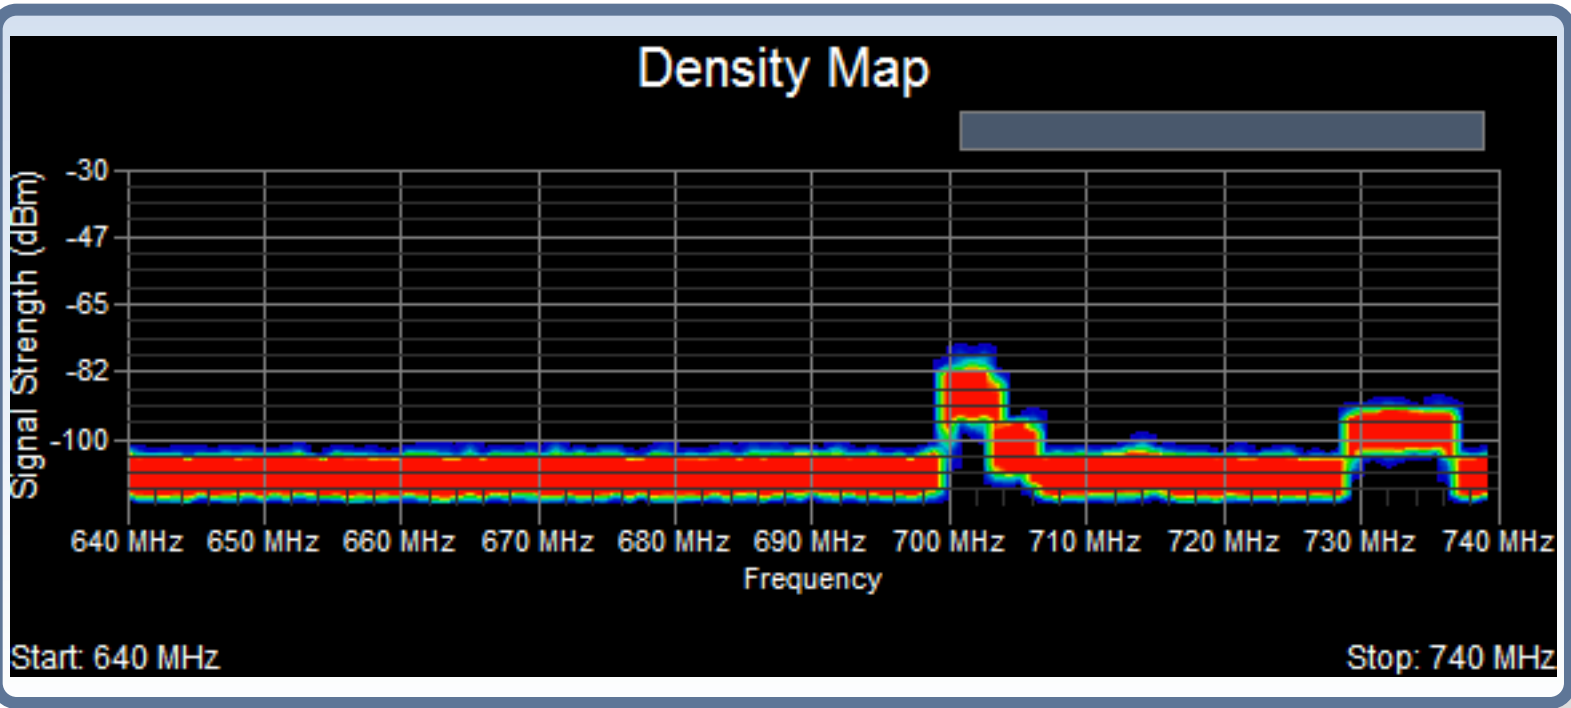 Density Map
Signal Strength (dBm)
-30
-47
-65
-82
-100
640 MHz 650 MHz 660 MHz 670 MHz 680 MHz 690 MHz 700 MHz 710 MHz 720 MHz 730 MHz 740 MHz
Frequency
Start: 640 MHz Stop: 740 MHz